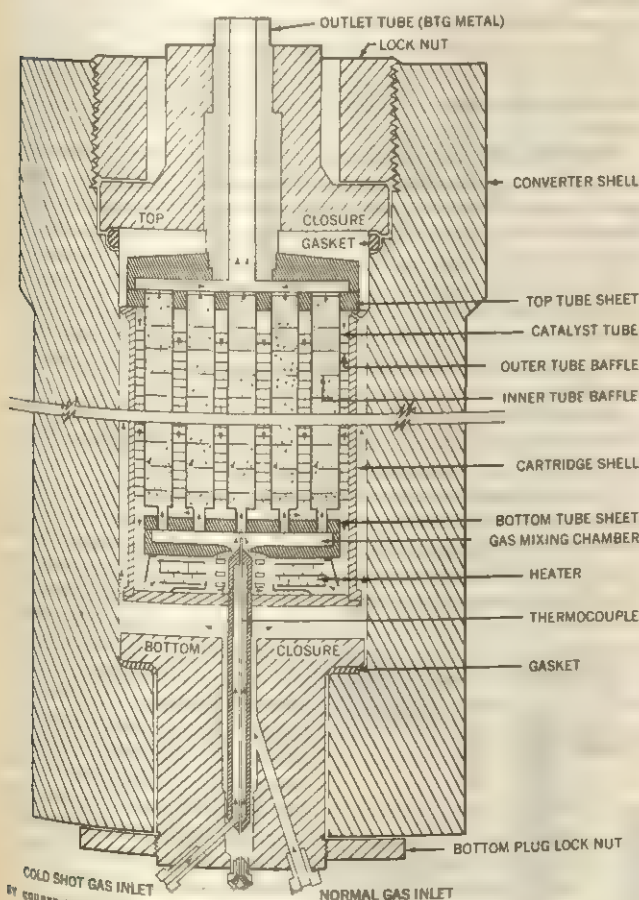 OUTLET TUBE (BTG METAL)
LOCK NUT
CONVERTER SHELL
TOP CLOSURE
GASKET
TOP TUBE SHEET
CATALYST TUBE
OUTER TUBE BAFFLE
INNER TUBE BAFFLE
CARTRIDGE SHELL
BOTTOM TUBE SHEET
GAS MIXING CHAMBER
HEATER
THERMOCOUPLE
BOTTOM CLOSURE
GASKET
BOTTOM PLUG LOCK NUT
COLD SHOT GAS INLET
NORMAL GAS INLET
BY